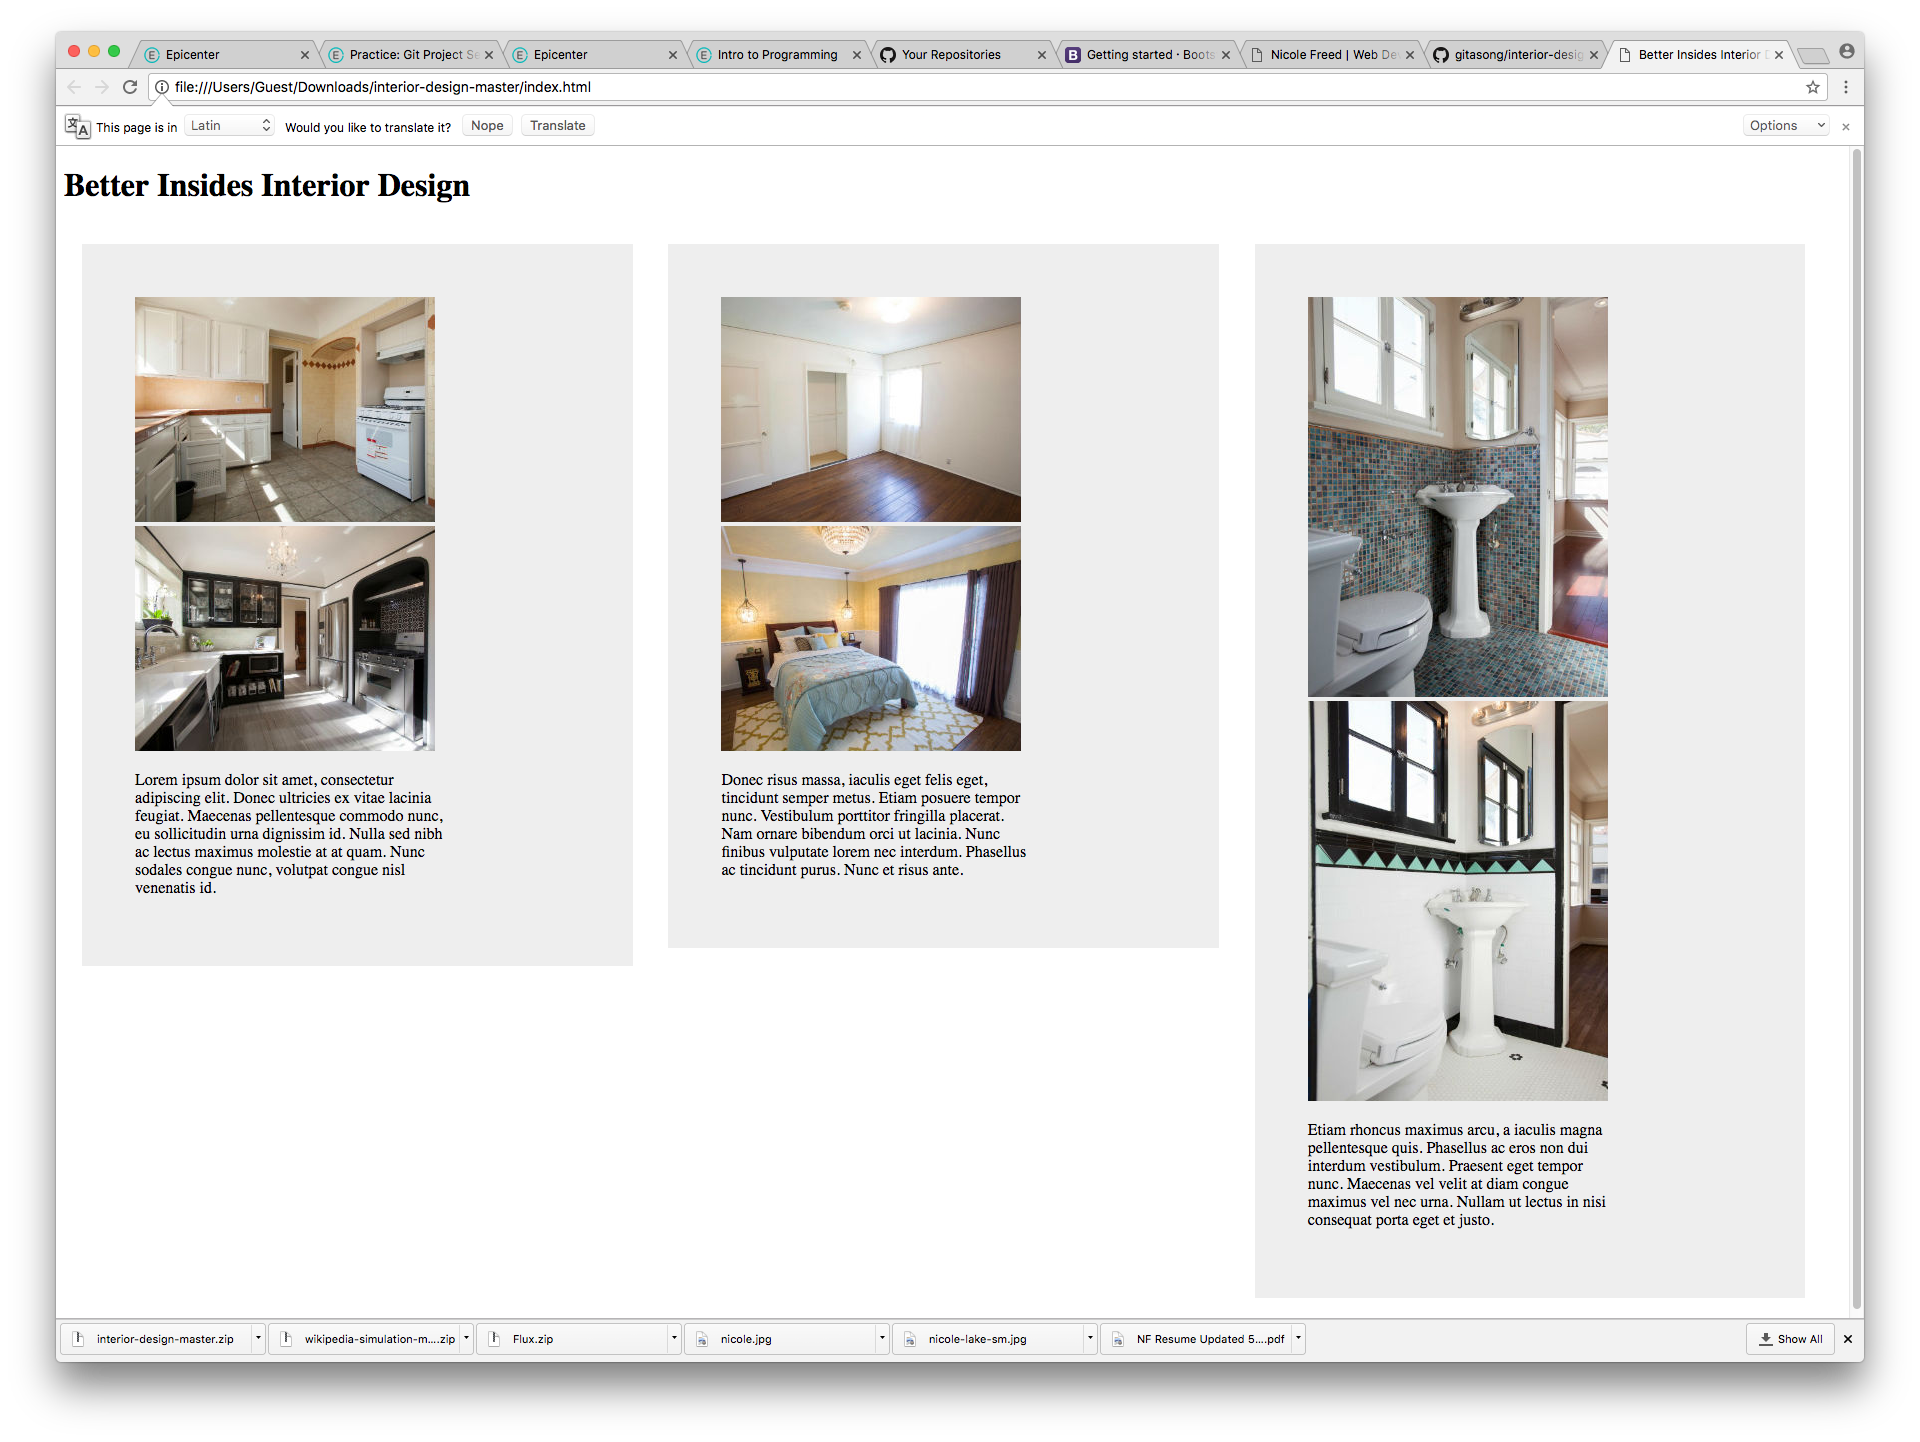 Epicenter
Practice: Git Project Se
Epicenter
Intro to Programming
Your Repositories
Getting started · Boots
Nicole Freed | Web De
gitasong/interior-desig
Better Insides Interior D
file:///Users/Guest/Downloads/interior-design-master/index.html
This page is in Latin Would you like to translate it? Nope Translate Options
Better Insides Interior Design
Lorem ipsum dolor sit amet, consectetur
adipiscing elit. Donec ultricies ex vitae lacinia
feugiat. Maecenas pellentesque commodo nunc,
eu sollicitudin urna dignissim id. Nulla sed nibh
ac lectus maximus molestie at at quam. Nunc
sodales congue nunc, volutpat congue nisl
venenatis id.
Donec risus massa, iaculis eget felis eget,
tincidunt semper metus. Etiam posuere tempor
nunc. Vestibulum porttitor fringilla placerat.
Nam ornare bibendum orci ut lacinia. Nunc
finibus vulputate lorem nec interdum. Phasellus
ac tincidunt purus. Nunc et risus ante.
Etiam rhoncus maximus arcu, a iaculis magna
pellentesque quis. Phasellus ac eros non dui
interdum vestibulum. Praesent eget tempor
nunc. Maecenas vel velit at diam congue
maximus vel nec urna. Nullam ut lectus in nisi
consequat porta eget et justo.
interior-design-master.zip
wikipedia-simulation-m....zip
Flux.zip
nicole.jpg
nicole-lake-sm.jpg
NF Resume Updated 5....pdf
Show All